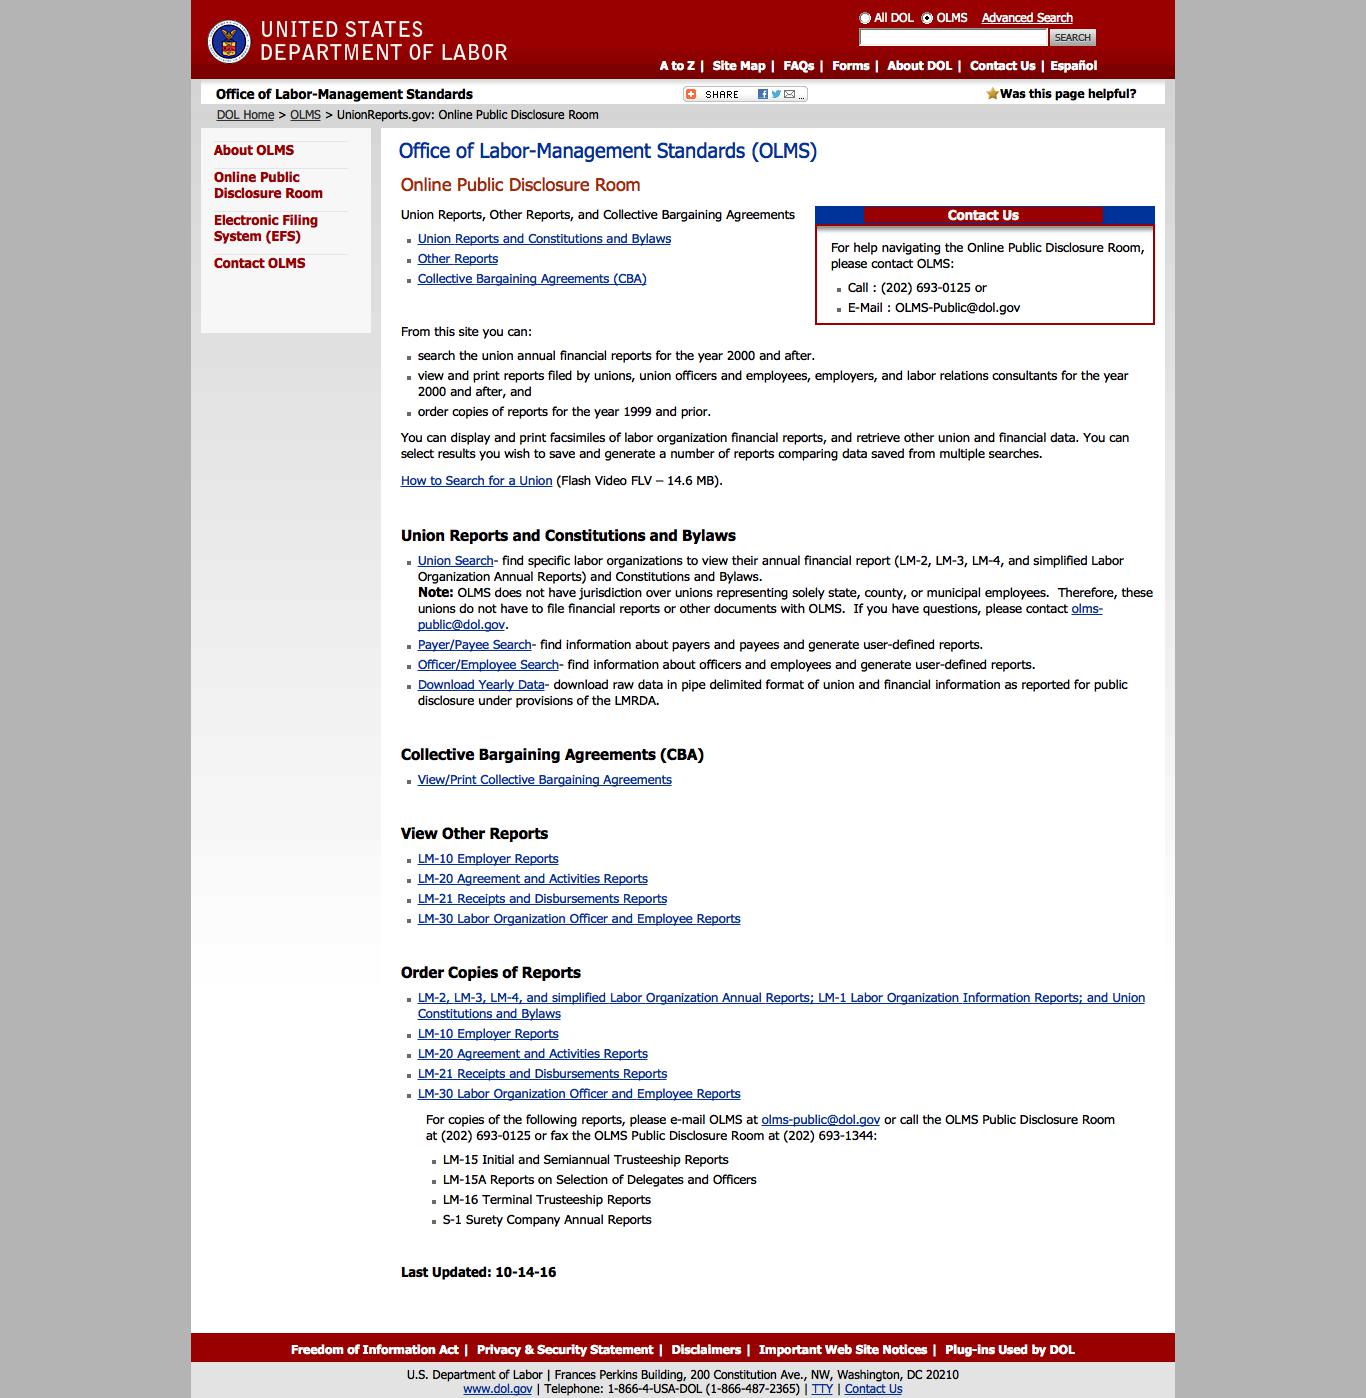 UNITED STATES
DEPARTMENT OF LABOR
All DOL OLMS Advanced Search
SEARCH
A to Z | Site Map | FAQs | Forms | About DOL | Contact Us | Español
Office of Labor-Management Standards
SHARE ...
Was this page helpful?
DOL Home > OLMS > UnionReports.gov: Online Public Disclosure Room
About OLMS
Online Public
Disclosure Room
Electronic Filing
System (EFS)
Contact OLMS
Office of Labor-Management Standards (OLMS)
Online Public Disclosure Room
Union Reports, Other Reports, and Collective Bargaining Agreements
Union Reports and Constitutions and Bylaws
Other Reports
Collective Bargaining Agreements (CBA)
Contact Us
For help navigating the Online Public Disclosure Room,
please contact OLMS:
Call : (202) 693-0125 or
E-Mail : OLMS-Public@dol.gov
From this site you can:
search the union annual financial reports for the year 2000 and after.
view and print reports filed by unions, union officers and employees, employers, and labor relations consultants for the year
2000 and after, and
order copies of reports for the year 1999 and prior.
You can display and print facsimiles of labor organization financial reports, and retrieve other union and financial data. You can
select results you wish to save and generate a number of reports comparing data saved from multiple searches.
How to Search for a Union (Flash Video FLV – 14.6 MB).
Union Reports and Constitutions and Bylaws
Union Search- find specific labor organizations to view their annual financial report (LM-2, LM-3, LM-4, and simplified Labor
Organization Annual Reports) and Constitutions and Bylaws.
Note: OLMS does not have jurisdiction over unions representing solely state, county, or municipal employees. Therefore, these
unions do not have to file financial reports or other documents with OLMS. If you have questions, please contact olms-
public@dol.gov.
Payer/Payee Search- find information about payers and payees and generate user-defined reports.
Officer/Employee Search- find information about officers and employees and generate user-defined reports.
Download Yearly Data- download raw data in pipe delimited format of union and financial information as reported for public
disclosure under provisions of the LMRDA.
Collective Bargaining Agreements (CBA)
View/Print Collective Bargaining Agreements
View Other Reports
LM-10 Employer Reports
LM-20 Agreement and Activities Reports
LM-21 Receipts and Disbursements Reports
LM-30 Labor Organization Officer and Employee Reports
Order Copies of Reports
LM-2, LM-3, LM-4, and simplified Labor Organization Annual Reports; LM-1 Labor Organization Information Reports; and Union
Constitutions and Bylaws
LM-10 Employer Reports
LM-20 Agreement and Activities Reports
LM-21 Receipts and Disbursements Reports
LM-30 Labor Organization Officer and Employee Reports
For copies of the following reports, please e-mail OLMS at olms-public@dol.gov or call the OLMS Public Disclosure Room
at (202) 693-0125 or fax the OLMS Public Disclosure Room at (202) 693-1344:
LM-15 Initial and Semiannual Trusteeship Reports
LM-15A Reports on Selection of Delegates and Officers
LM-16 Terminal Trusteeship Reports
S-1 Surety Company Annual Reports
Last Updated: 10-14-16
Freedom of Information Act | Privacy & Security Statement | Disclaimers | Important Web Site Notices | Plug-ins Used by DOL
U.S. Department of Labor | Frances Perkins Building, 200 Constitution Ave., NW, Washington, DC 20210
www.dol.gov | Telephone: 1-866-4-USA-DOL (1-866-487-2365) | TTY | Contact Us